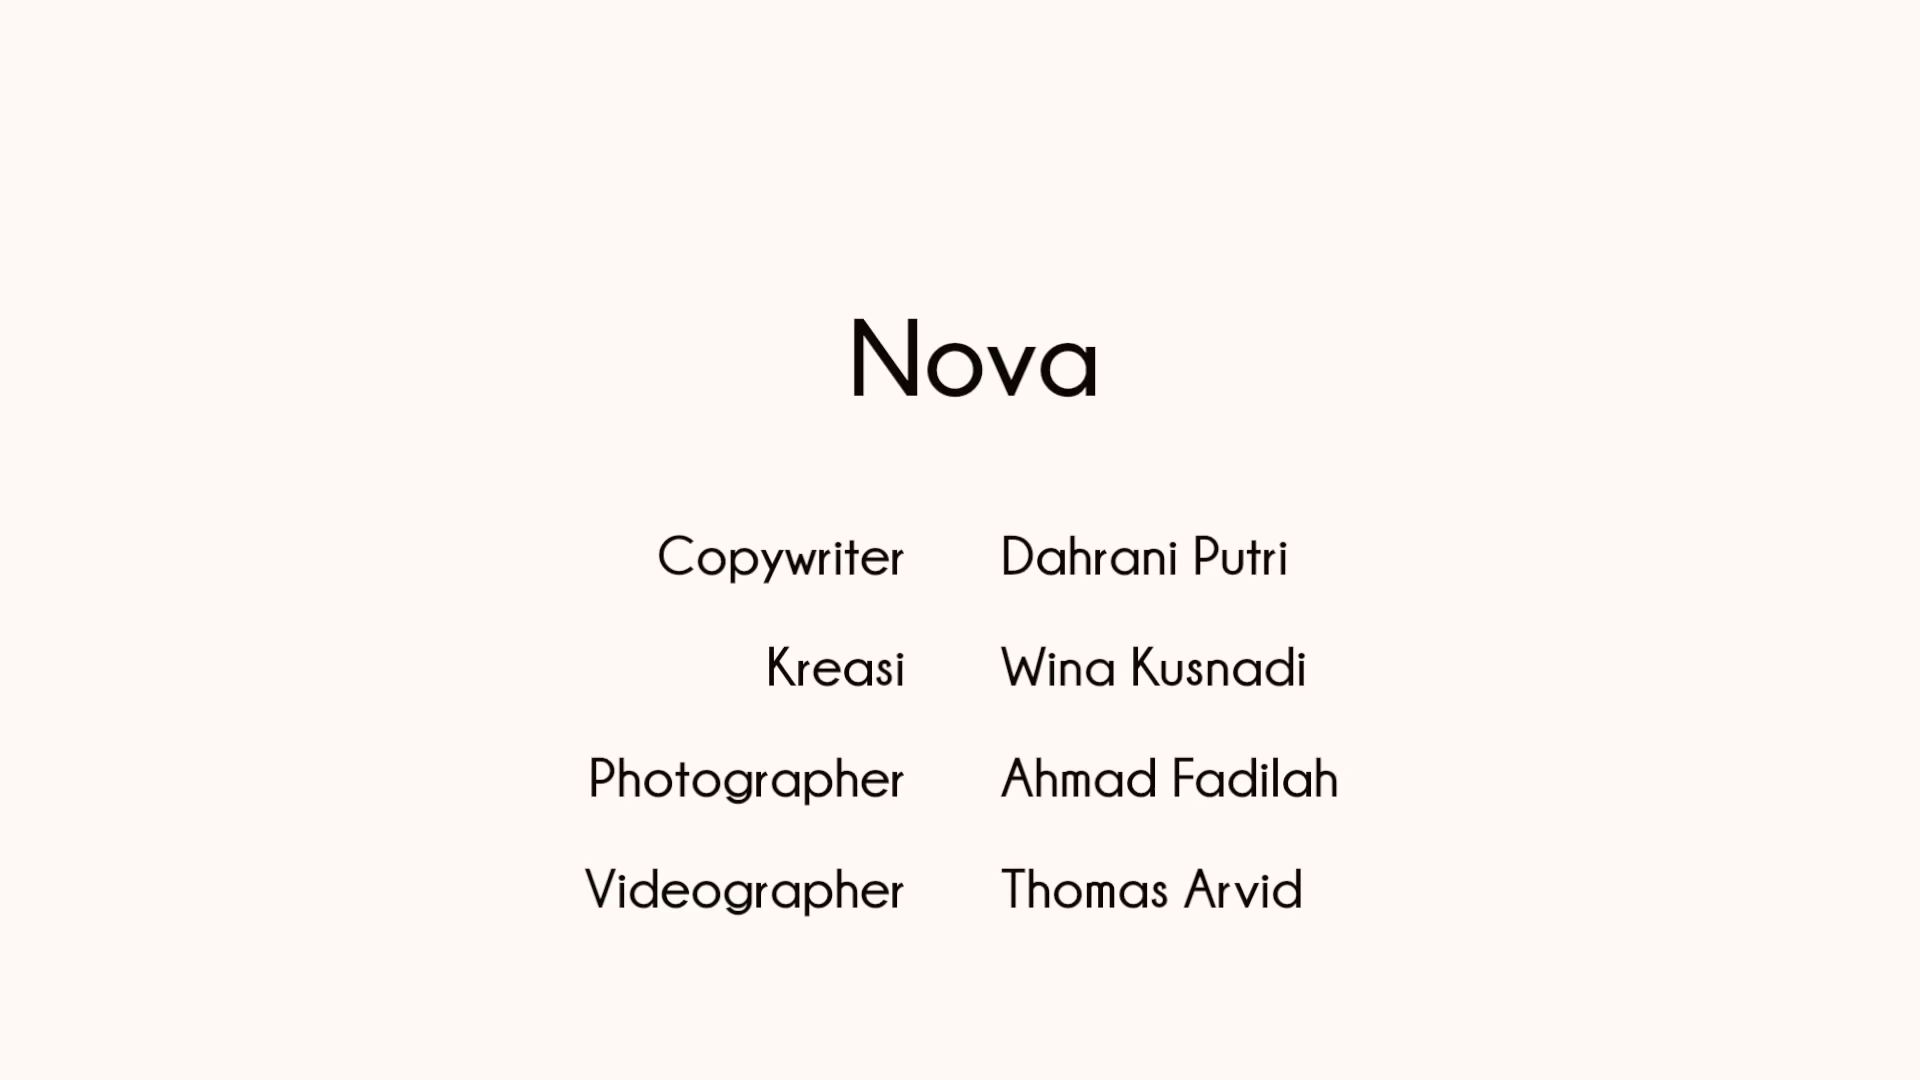 Nova
Copywriter Dahrani Putri
Kreasi Wina Kusnadi
Photographer Ahmad Fadilah
Videographer Thomas Arvid